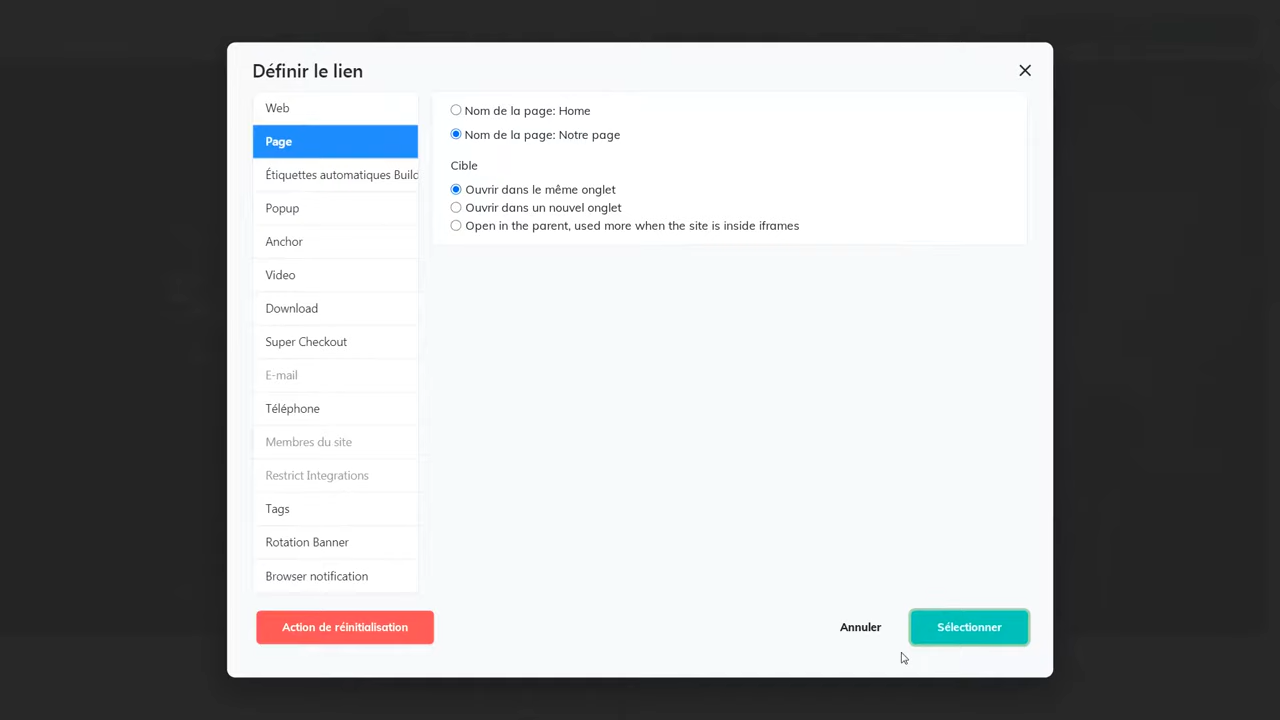 Définir le lien
Web
Page
Étiquettes automatiques Build
Popup
Anchor
Video
Download
Super Checkout
E-mail
Téléphone
Membres du site
Restrict Integrations
Tags
Rotation Banner
Browser notification
Nom de la page: Home
Nom de la page: Notre page
Cible
Ouvrir dans le même onglet
Ouvrir dans un nouvel onglet
Open in the parent, used more when the site is inside iframes
Action de réinitialisation
Annuler
Sélectionner